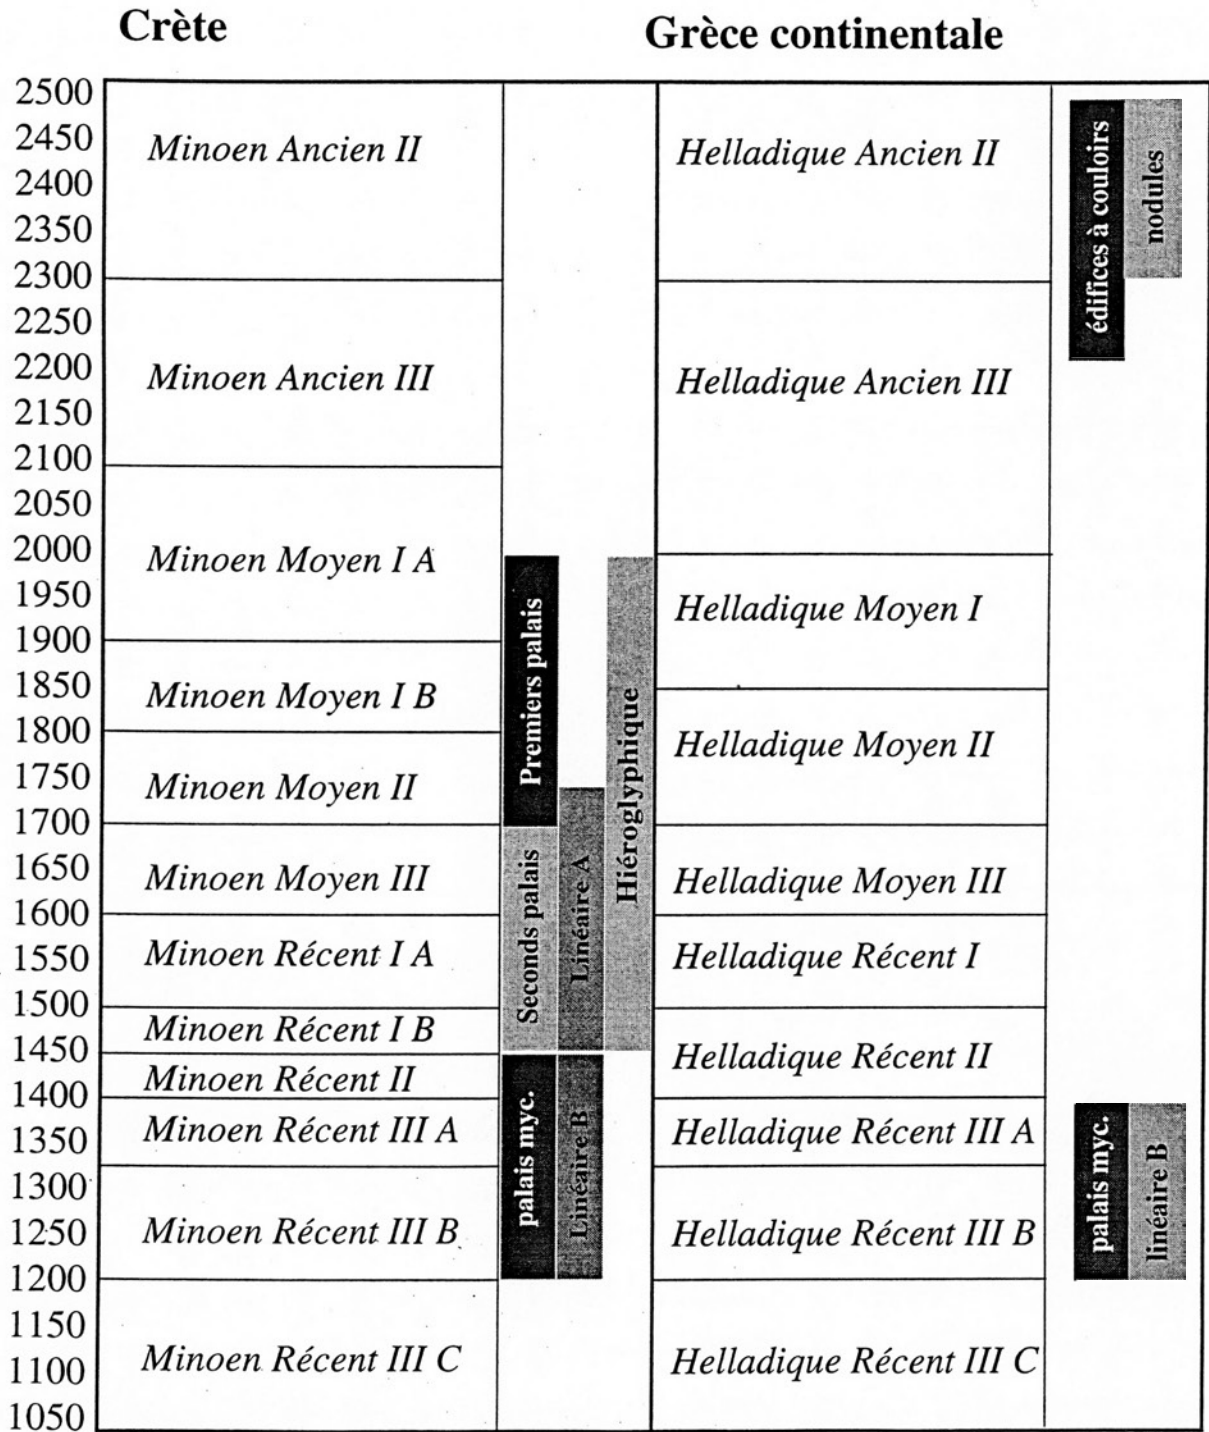 Crète
Grèce continentale
2500
2450
2400
2350
2300
2250
2200
2150
2100
2050
2000
1950
1900
1850
1800
1750
1700
1650
1600
1550
1500
1450
1400
1350
1300
1250
1200
1150
1100
1050
Minoen Ancien II
Minoen Ancien III
Minoen Moyen I A
Minoen Moyen I B
Minoen Moyen II
Minoen Moyen III
Minoen Récent I A
Minoen Récent I B
Minoen Récent II
Minoen Récent III A
Minoen Récent III B
Minoen Récent III C
Premiers palais
Seconds palais
palais myc.
Linéaire A
Linéaire B
Hiéroglyphique
Helladique Ancien II
Helladique Ancien III
Helladique Moyen I
Helladique Moyen II
Helladique Moyen III
Helladique Récent I
Helladique Récent II
Helladique Récent III A
Helladique Récent III B
Helladique Récent III C
édifices à couloirs
nodules
palais myc.
linéaire B